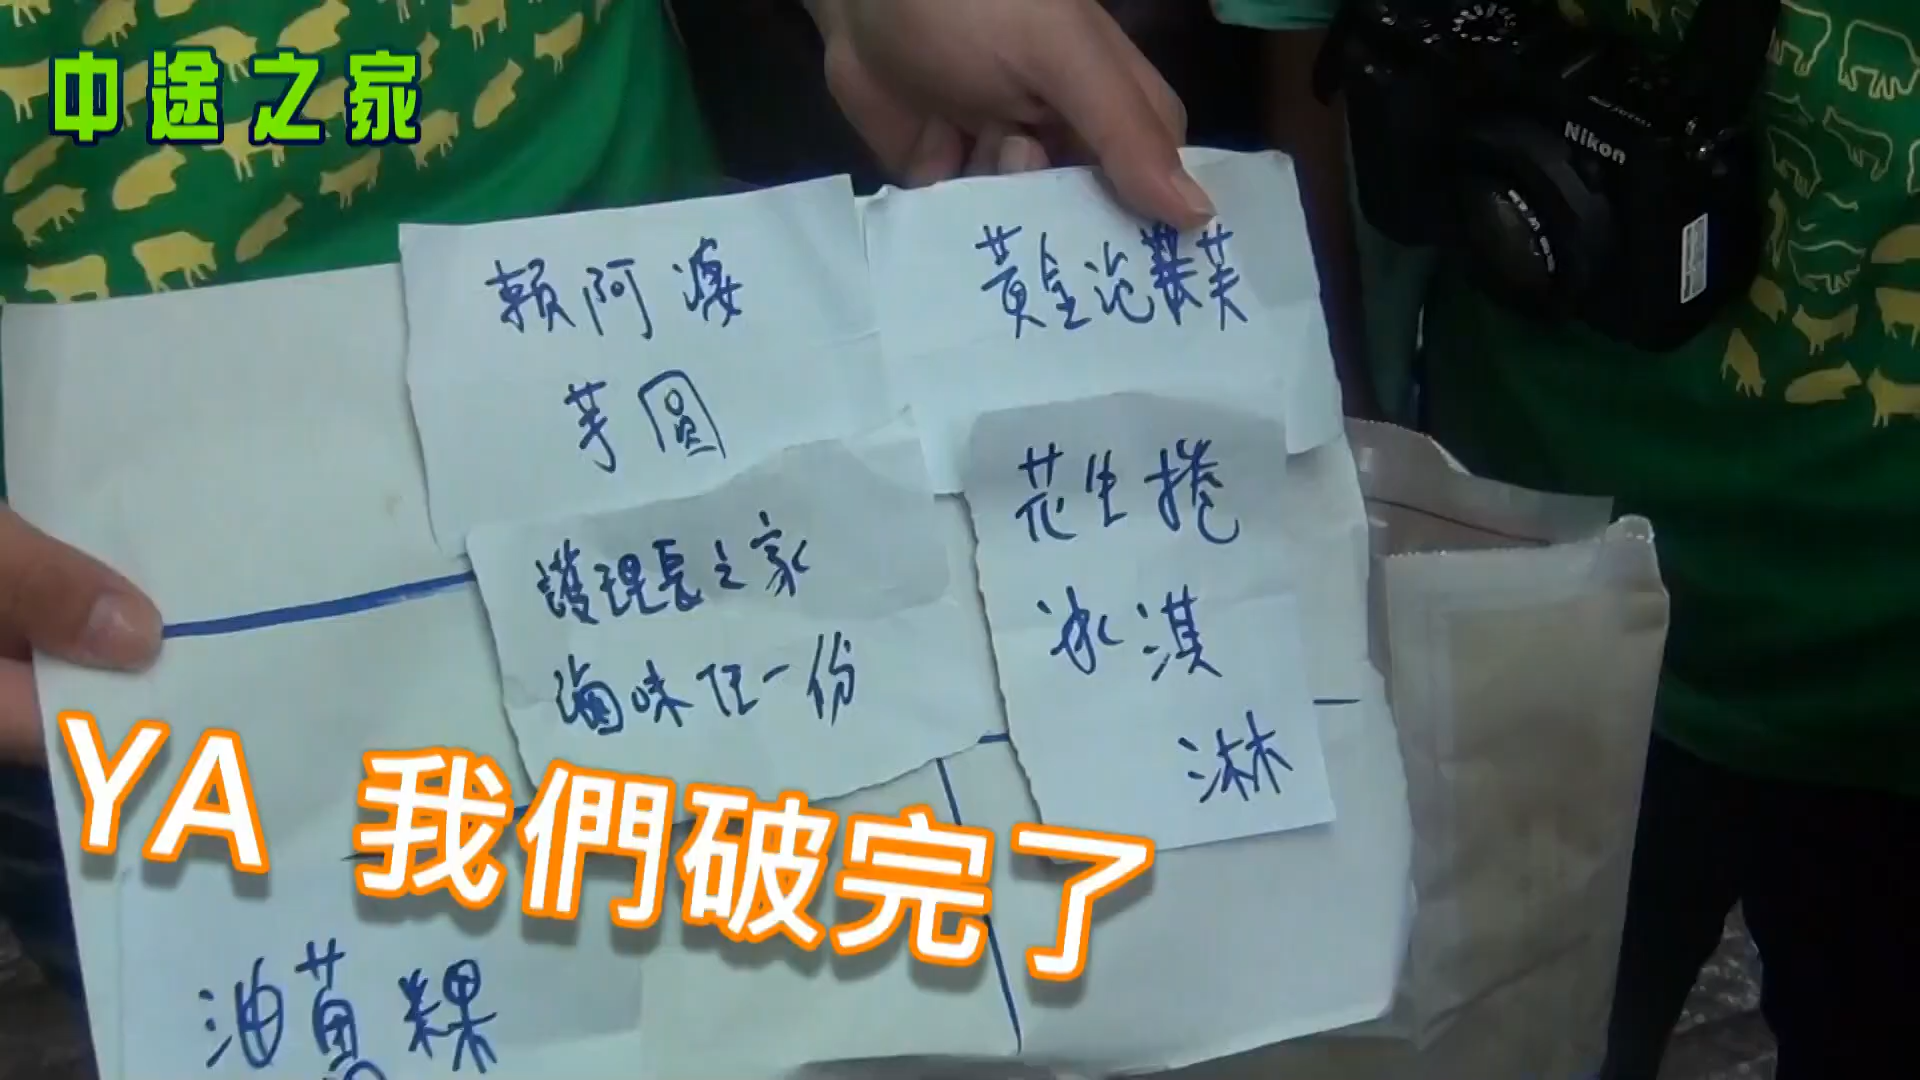 中途之家
賴阿婆
芋圓
黃金泡芙
護理長之家
滷味任一份
花生捲
冰淇
淋
YA 我們破完了
油蔥粿
Nikon